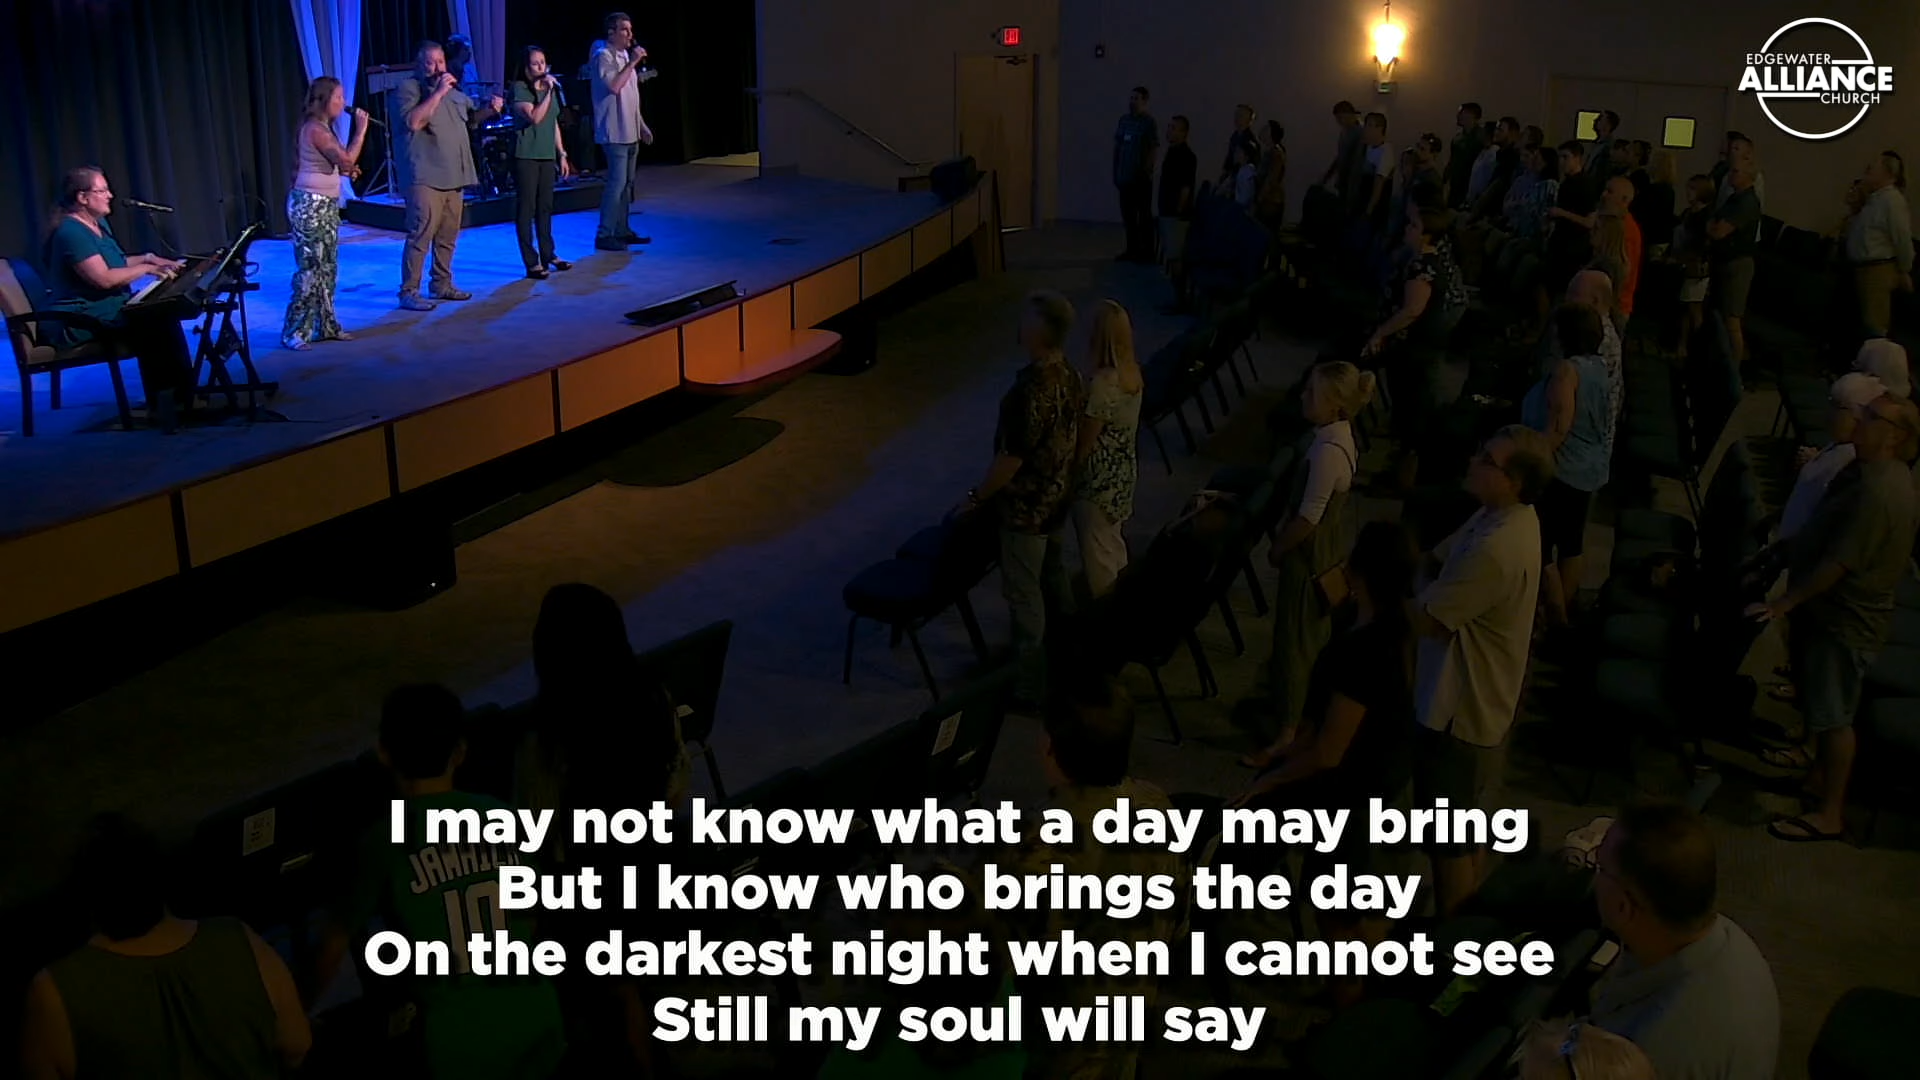 EDGEWATER
ALLIANCE
CHURCH
I may not know what a day may bring
But I know who brings the day
On the darkest night when I cannot see
Still my soul will say
10